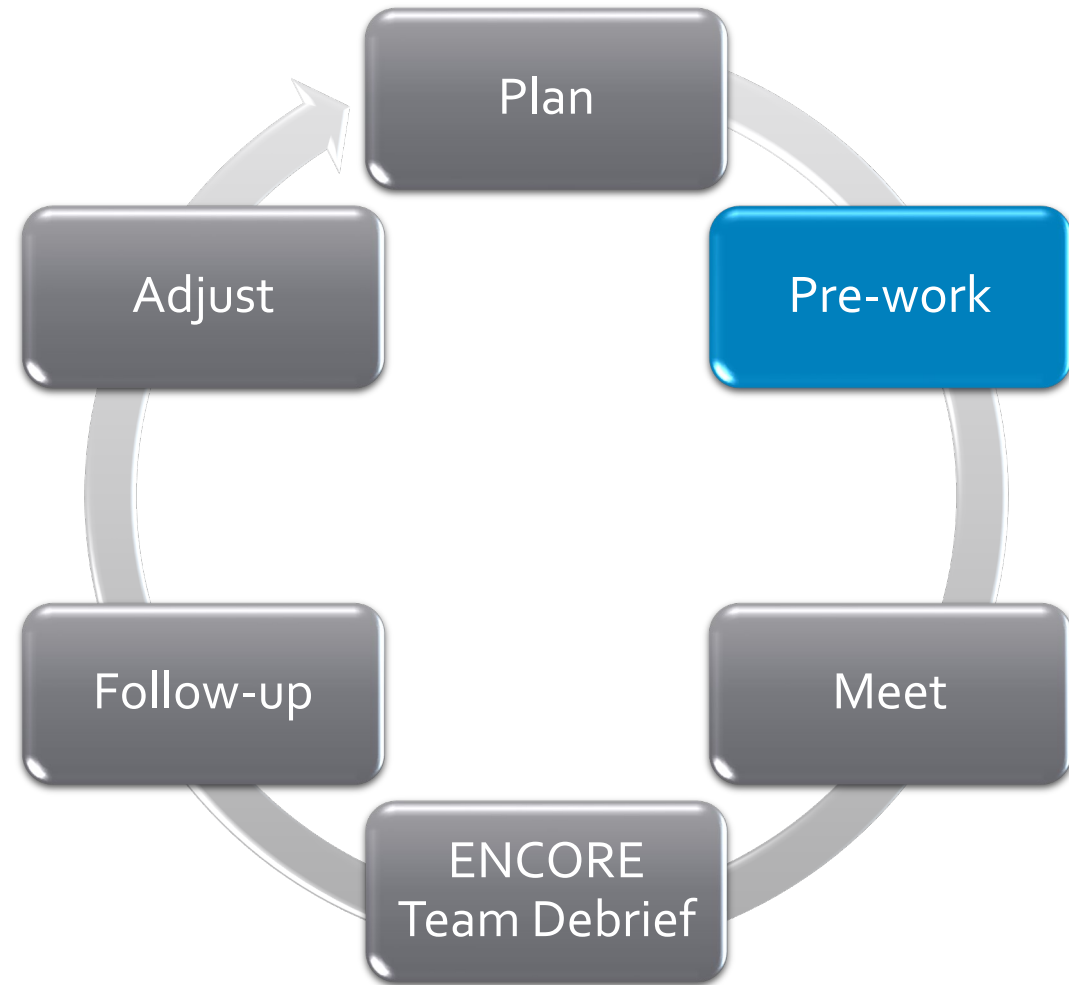 Plan
Pre-work
Meet
ENCORE
Team Debrief
Follow-up
Adjust